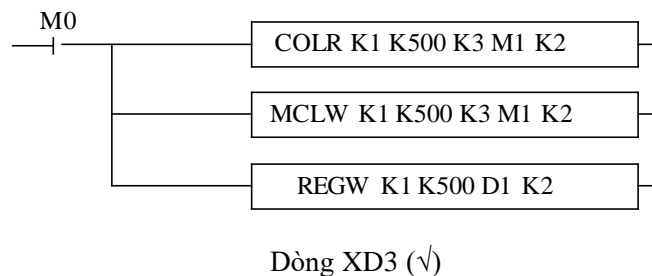 M0
COLR K1 K500 K3 M1 K2
MCLW K1 K500 K3 M1 K2
REGW K1 K500 D1 K2
Dòng XD3 (√)